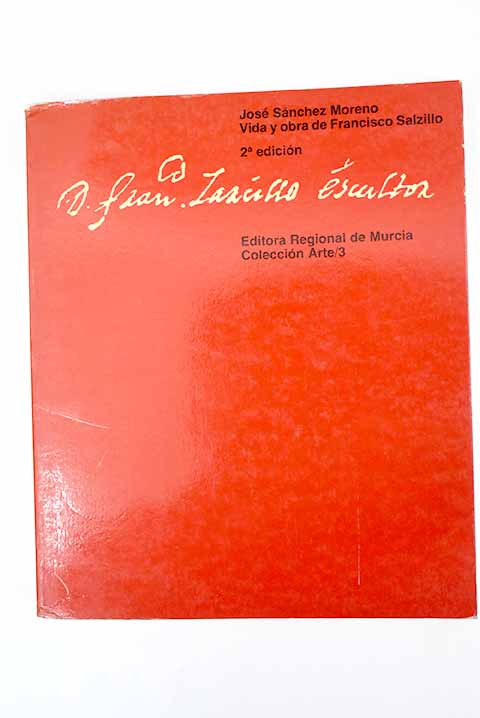 José Sánchez Moreno
Vida y obra de Francisco Salzillo
2ª edición
D. Fran.co Zarcillo escultor
Editora Regional de Murcia
Colección Arte/3